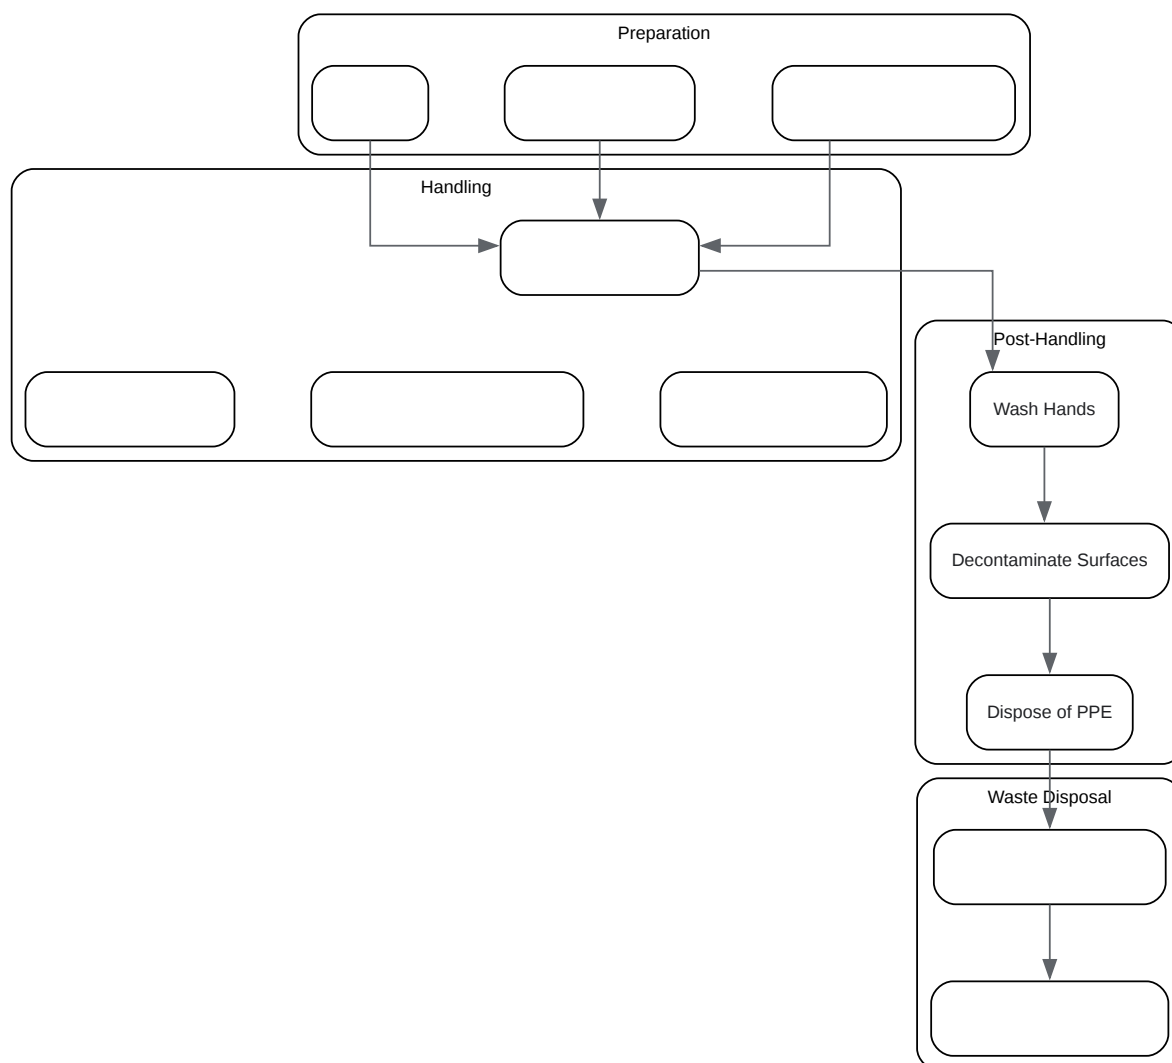 Preparation
Handling
Post-Handling
Wash Hands
Decontaminate Surfaces
Dispose of PPE
Waste Disposal